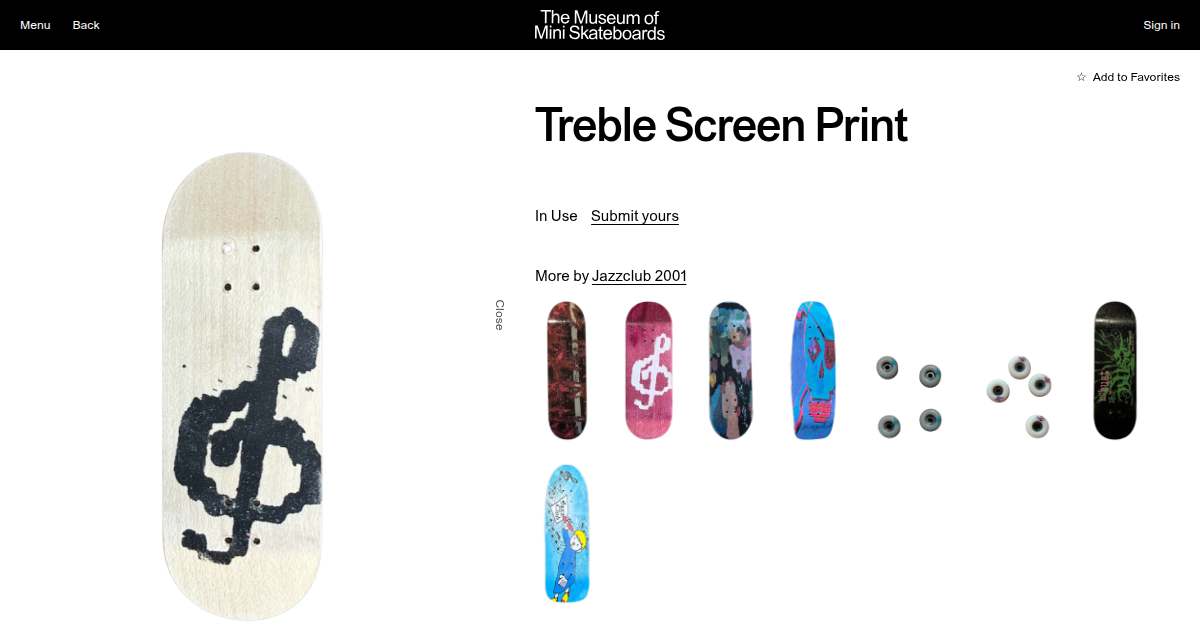 Menu
Back
The Museum of
Mini Skateboards
Sign in
☆ Add to Favorites
Treble Screen Print
In Use
Submit yours
More by Jazzclub 2001
Close